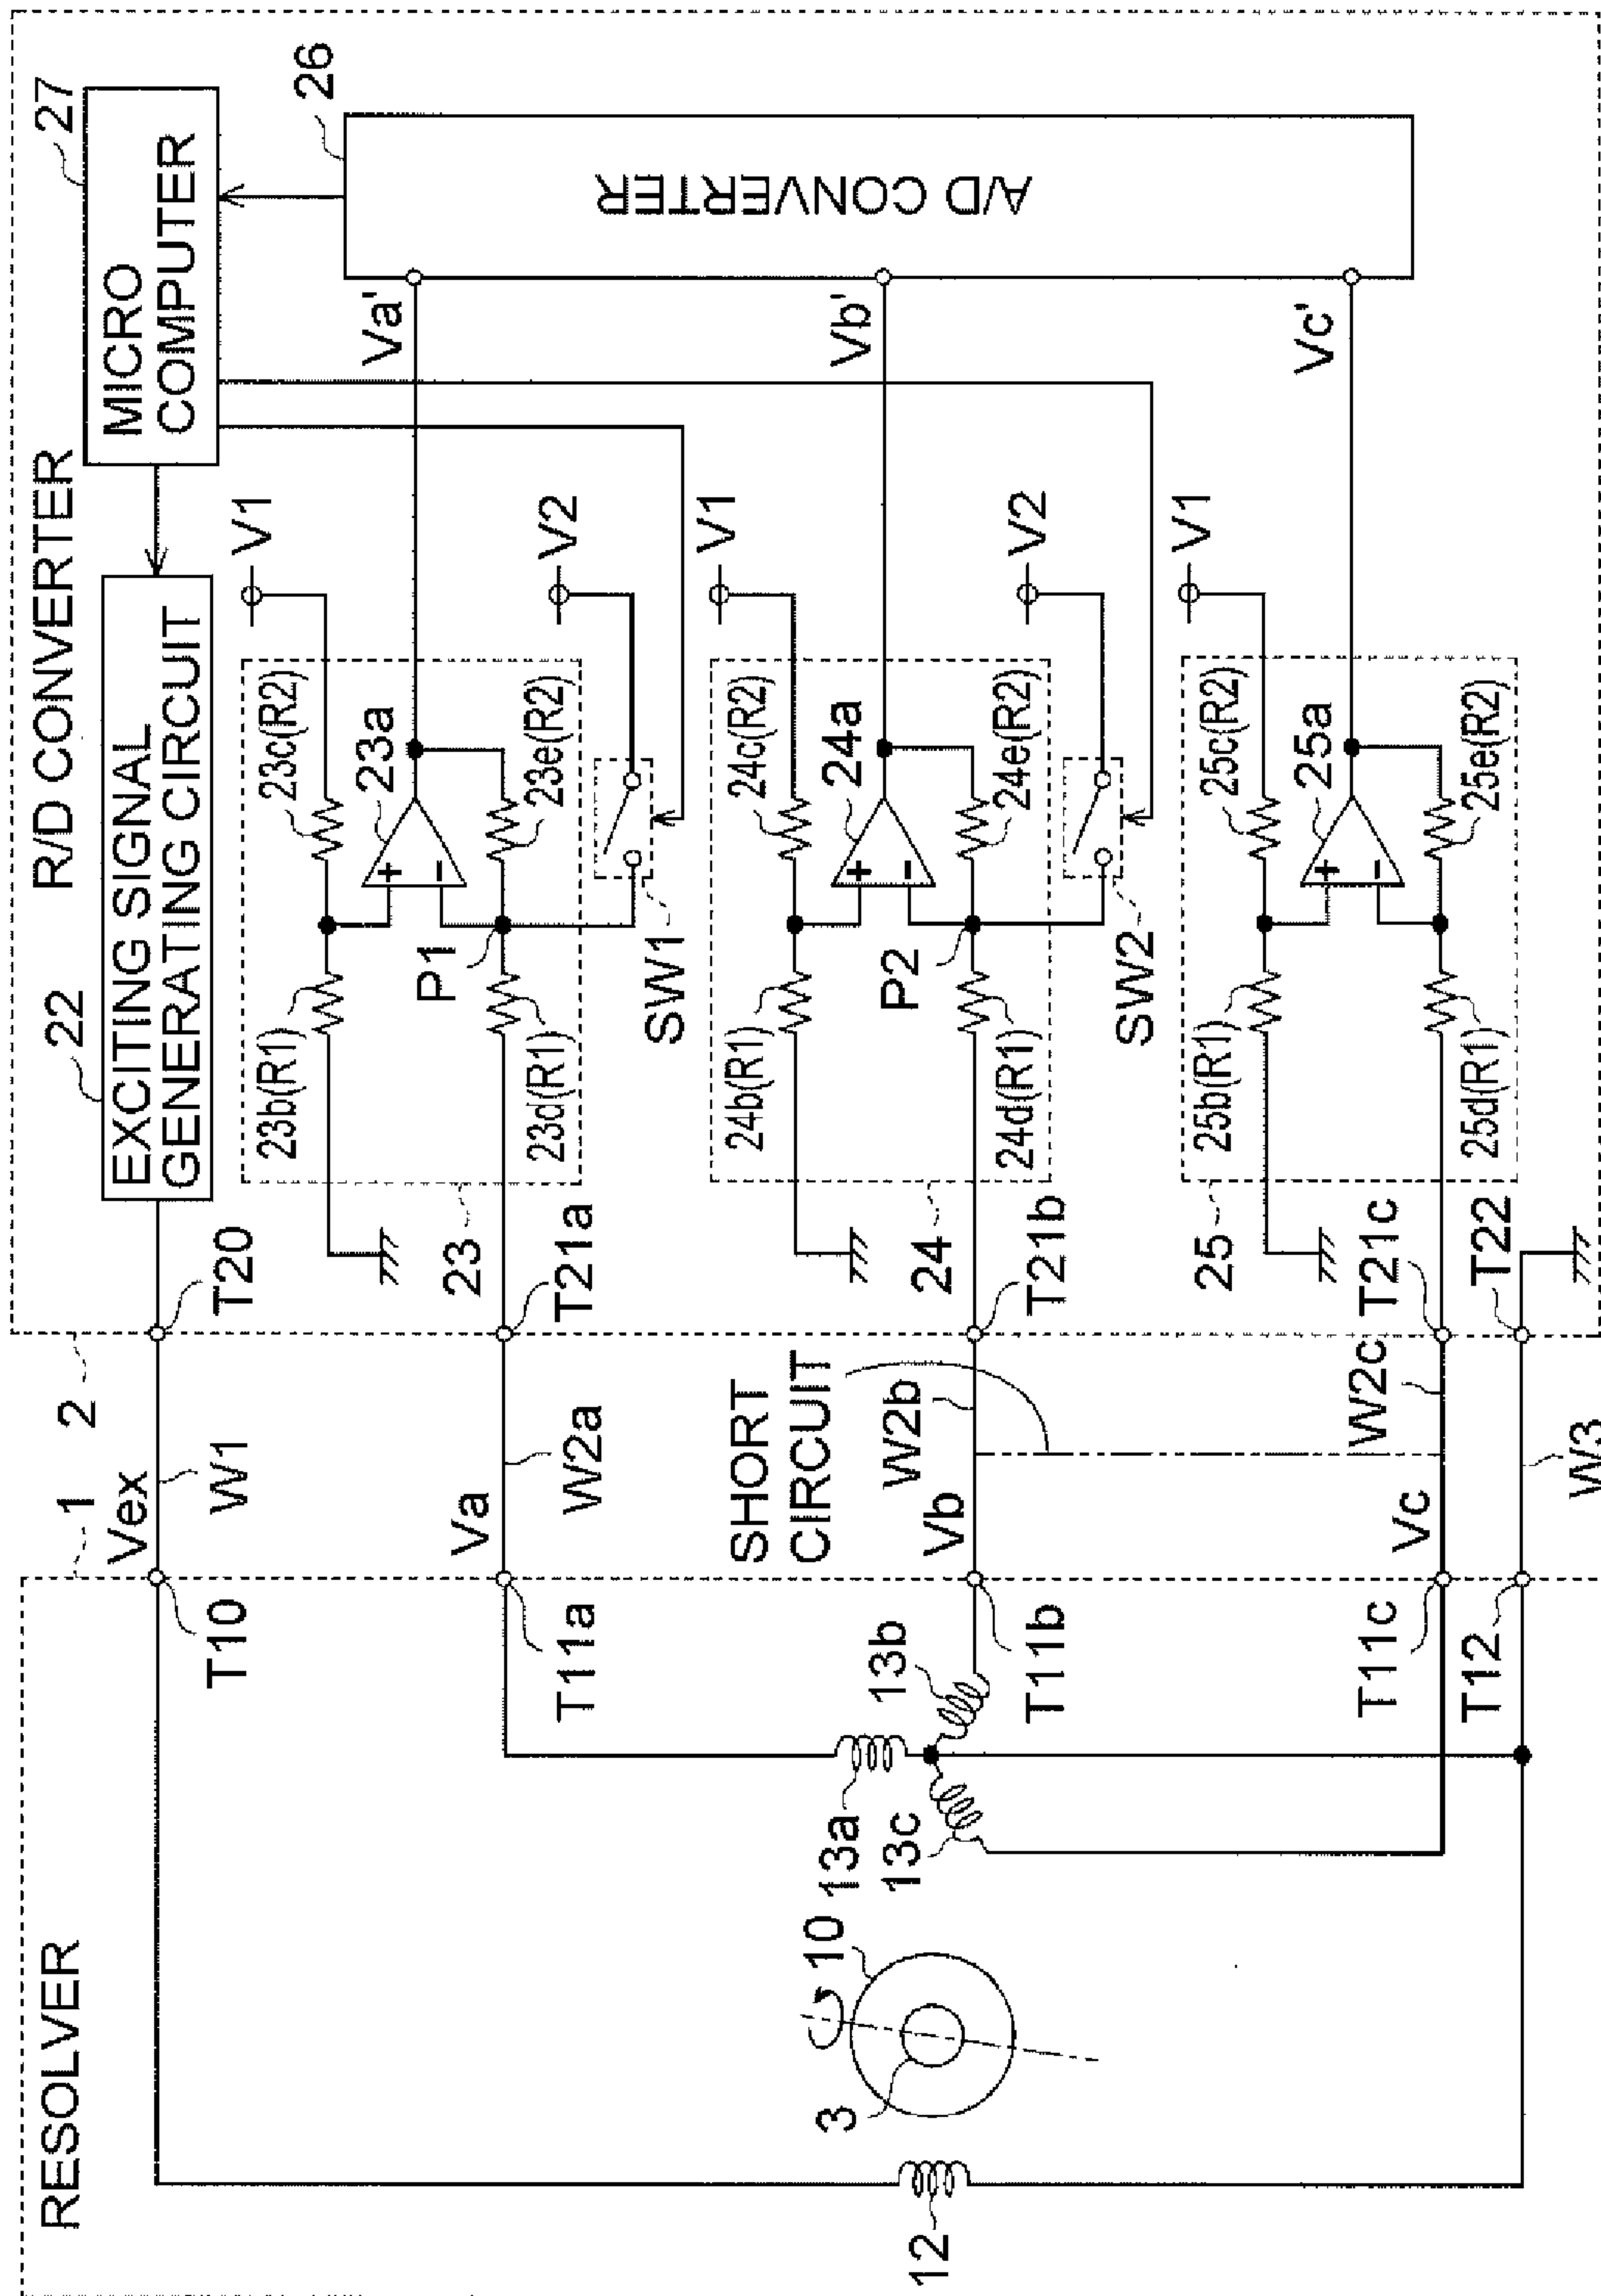 RESOLVER
R/D CONVERTER
1
2
22
27
26
Vex
W1
T10
T20
EXCITING SIGNAL
GENERATING CIRCUIT
MICRO
COMPUTER
A/D CONVERTER
V1
23b(R1)
23c(R2)
23a
+
-
Va'
P1
Va
W2a
T11a
T21a
23
23d(R1)
23e(R2)
V2
SW1
SHORT
CIRCUIT
V1
24b(R1)
24c(R2)
24a
+
-
Vb'
P2
3
10
12
13a
13b
13c
Vb
W2b
T11b
T21b
24
24d(R1)
24e(R2)
V2
SW2
V1
25b(R1)
25c(R2)
25a
+
-
Vc'
Vc
W2c
T11c
T21c
25
25d(R1)
25e(R2)
T12
T22
W3